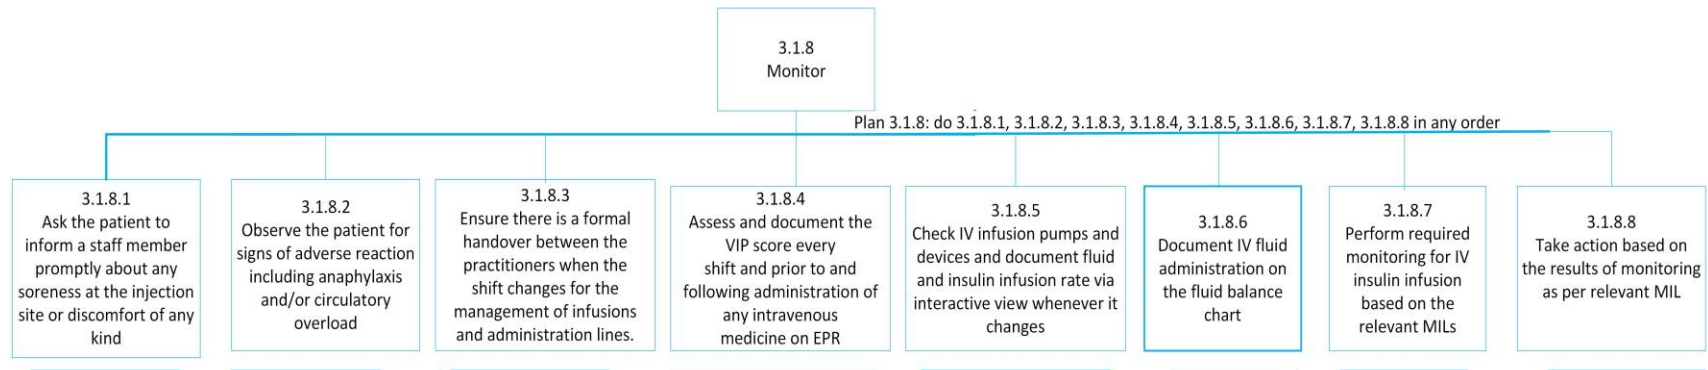 3.1.8
Monitor
Plan 3.1.8: do 3.1.8.1, 3.1.8.2, 3.1.8.3, 3.1.8.4, 3.1.8.5, 3.1.8.6, 3.1.8.7, 3.1.8.8 in any order
3.1.8.1
Ask the patient to
inform a staff member
promptly about any
soreness at the injection
site or discomfort of any
kind
3.1.8.2
Observe the patient for
signs of adverse reaction
including anaphylaxis
and/or circulatory
overload
3.1.8.3
Ensure there is a formal
handover between the
practitioners when the
shift changes for the
management of infusions
and administration lines.
3.1.8.4
Assess and document the
VIP score every
shift and prior to and
following administration of
any intravenous
medicine on EPR
3.1.8.5
Check IV infusion pumps and
devices and document fluid
and insulin infusion rate via
interactive view whenever it
changes
3.1.8.6
Document IV fluid
administration on
the fluid balance
chart
3.1.8.7
Perform required
monitoring for IV
insulin infusion
based on the
relevant MILs
3.1.8.8
Take action based on
the results of monitoring
as per relevant MIL